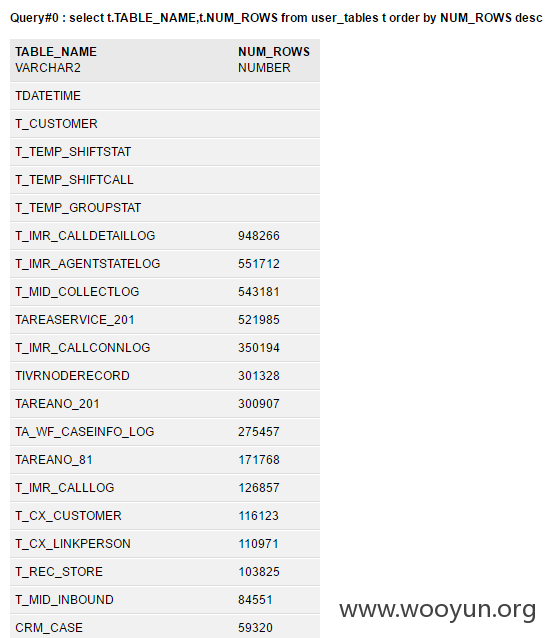 Query#0 : select t.TABLE_NAME,t.NUM_ROWS from user_tables t order by NUM_ROWS desc
TABLE_NAME NUM_ROWS
VARCHAR2 NUMBER
TDATETIME
T_CUSTOMER
T_TEMP_SHIFTSTAT
T_TEMP_SHIFTCALL
T_TEMP_GROUPSTAT
T_IMR_CALLDETAILLOG 948266
T_IMR_AGENTSTATELOG 551712
T_MID_COLLECTLOG 543181
TAREASERVICE_201 521985
T_IMR_CALLCONNLOG 350194
TIVRNODERECORD 301328
TAREANO_201 300907
TA_WF_CASEINFO_LOG 275457
TAREANO_81 171768
T_IMR_CALLLOG 126857
T_CX_CUSTOMER 116123
T_CX_LINKPERSON 110971
T_REC_STORE 103825
T_MID_INBOUND 84551
CRM_CASE 59320
www.wooyun.org